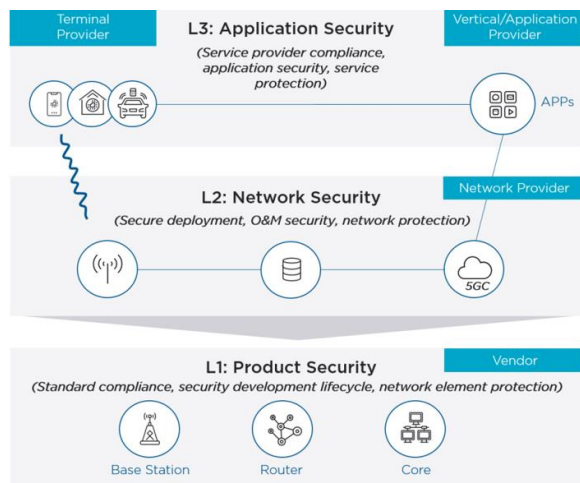 Terminal
Provider
L3: Application Security
Vertical/Application
Provider
(Service provider compliance,
application security, service
protection)
APPs
L2: Network Security
Network Provider
(Secure deployment, O&M security, network protection)
5GC
L1: Product Security
Vendor
(Standard compliance, security development lifecycle, network element protection)
Base Station
Router
Core